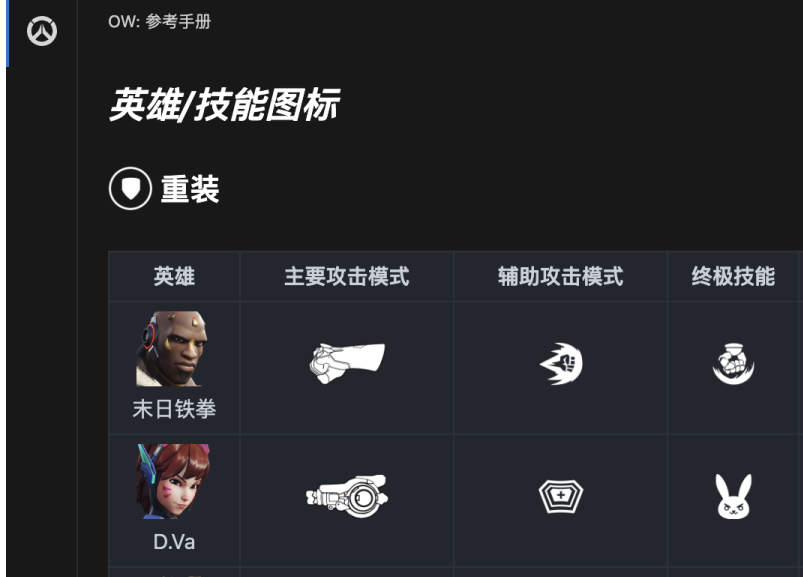 OW: 参考手册
英雄/技能图标
重装
英雄 主要攻击模式 辅助攻击模式 终极技能
末日铁拳
D.Va